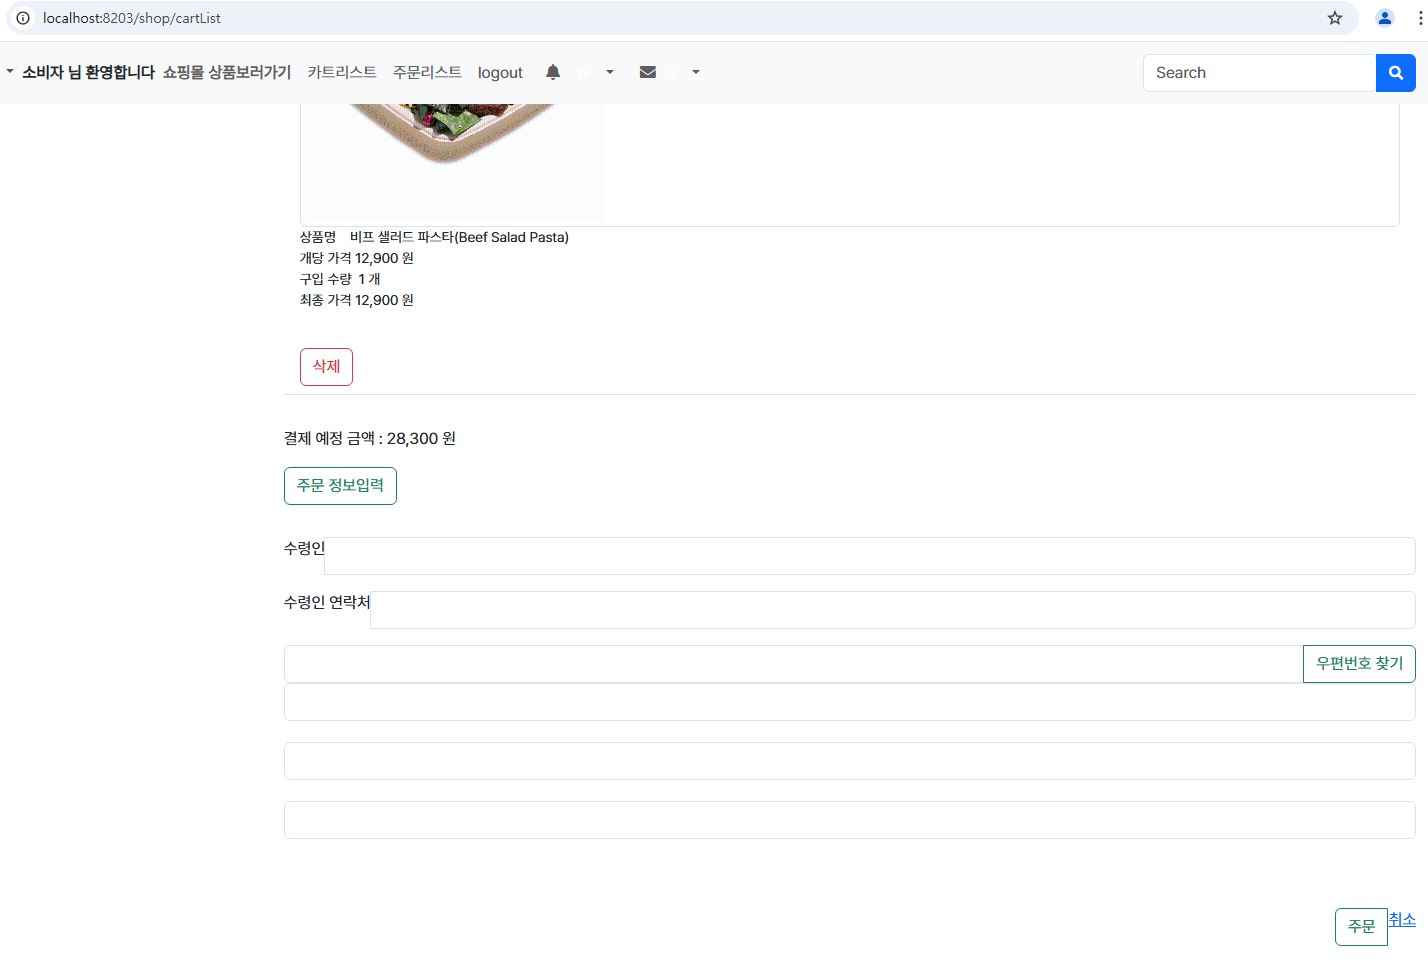 localhost:8203/shop/cartList
소비자 님 환영합니다 쇼핑몰 상품보러가기 카트리스트 주문리스트 logout Search
상품명 비프 샐러드 파스타(Beef Salad Pasta)
개당 가격 12,900 원
구입 수량 1 개
최종 가격 12,900 원
삭제
결제 예정 금액 : 28,300 원
주문 정보입력
수령인
수령인 연락처
우편번호 찾기
주문 취소